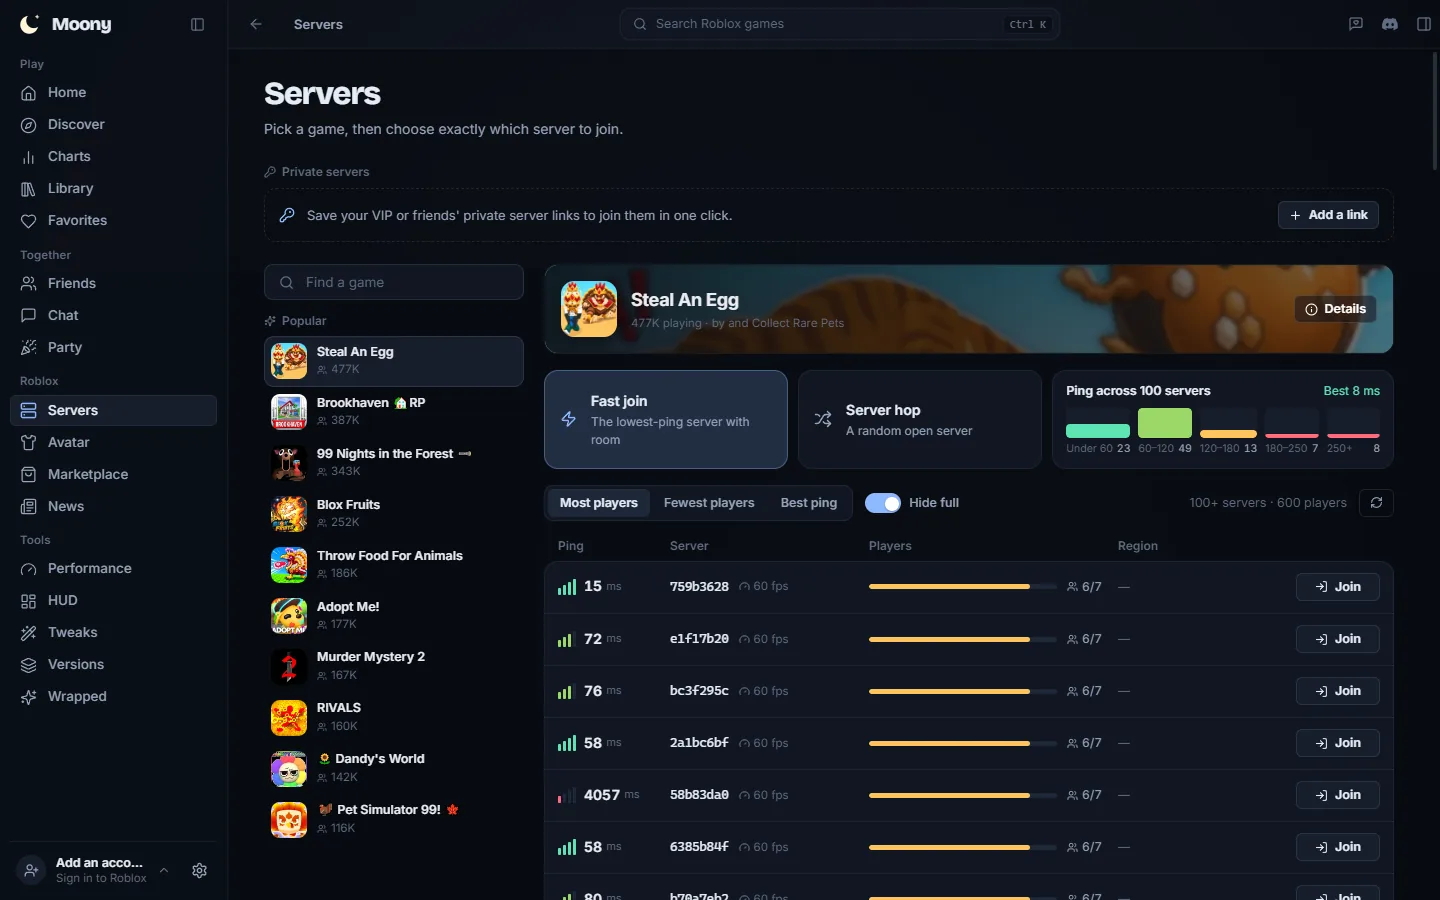 Moony
Play
Home
Discover
Charts
Library
Favorites
Together
Friends
Chat
Party
Roblox
Servers
Avatar
Marketplace
News
Tools
Performance
HUD
Tweaks
Versions
Wrapped
Add an acco...
Sign in to Roblox
Servers
Search Roblox games
Ctrl K
Servers
Pick a game, then choose exactly which server to join.
Private servers
Save your VIP or friends' private server links to join them in one click.
Add a link
Find a game
Popular
Steal An Egg
477K
Brookhaven 🏡 RP
387K
99 Nights in the Forest
343K
Blox Fruits
252K
Throw Food For Animals
186K
Adopt Me!
177K
Murder Mystery 2
167K
RIVALS
160K
🌻 Dandy's World
142K
🦃 Pet Simulator 99! 🍁
116K
Steal An Egg
477K playing · by and Collect Rare Pets
Details
Fast join
The lowest-ping server with
room
Server hop
A random open server
Ping across 100 servers Best 8 ms
Under 60 23 60–120 49 120–180 13 180–250 7 250+ 8
Most players Fewest players Best ping Hide full 100+ servers · 600 players
Ping Server Players Region
15 ms 759b3628 60 fps 6/7 — Join
72 ms e1f17b20 60 fps 6/7 — Join
76 ms bc3f295c 60 fps 6/7 — Join
58 ms 2a1bc6bf 60 fps 6/7 — Join
4057 ms 58b83da0 60 fps 6/7 — Join
58 ms 6385b84f 60 fps 6/7 — Join
80 ms b70a7eb2 60 fps 6/7 — Join